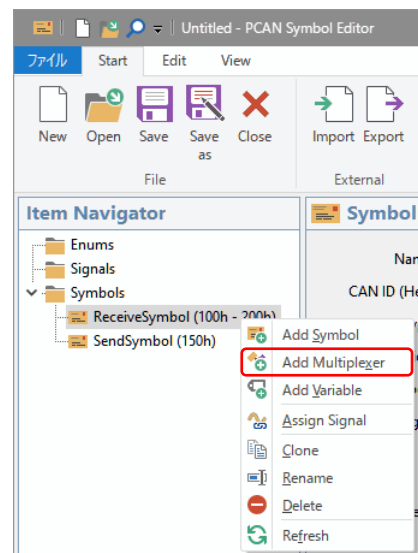 Untitled - PCAN Symbol Editor
ファイル Start Edit View
New Open Save Save as Close Import Export
File External
Item Navigator
Symbol
Enums
Signals
Symbols
ReceiveSymbol (100h - 200h)
SendSymbol (150h)
CAN ID (He
Add Symbol
Add Multiplexer
Add Variable
Assign Signal
Clone
Rename
Delete
Refresh